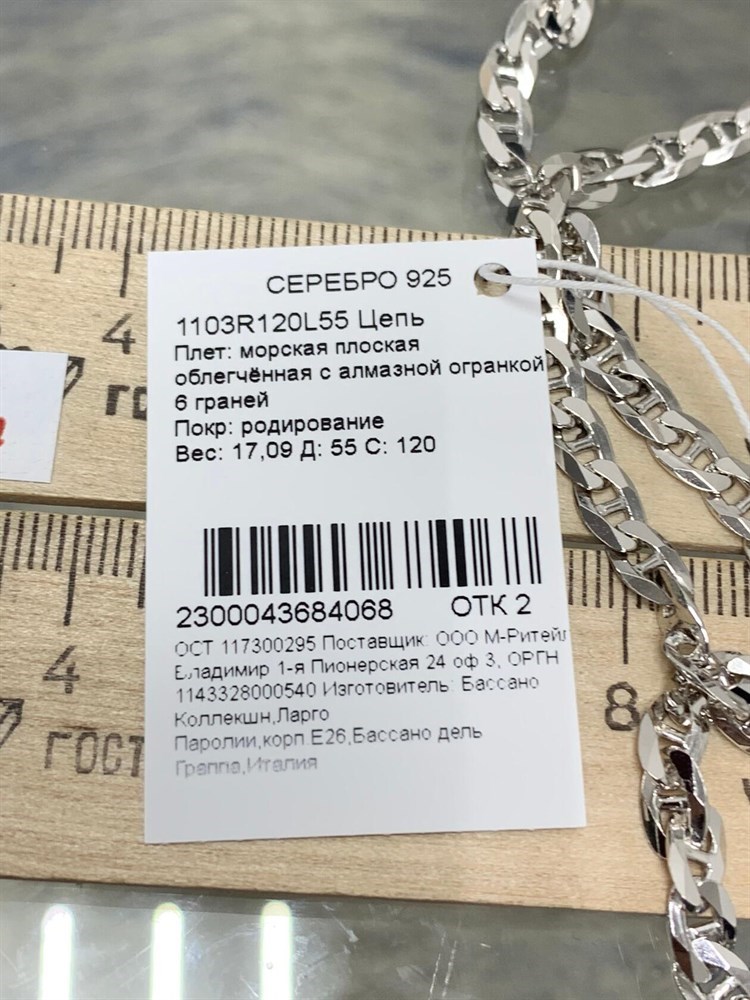 СЕРЕБРО 925
1103R120L55 Цепь
Плет: морская плоская
облегчённая с алмазной огранкой
6 граней
Покр: родирование
Вес: 17,09 Д: 55 С: 120
2300043684068 ОТК 2
ОСТ 117300295 Поставщик: ООО М-Ритейл
Владимир 1-я Пионерская 24 оф 3, ОРГН
1143328000540 Изготовитель: Бассано
Коллекшн,Ларго
Паролии,корп Е26,Бассано дель
Граппа,Италия
4
ГО
4
8
ГОСТ